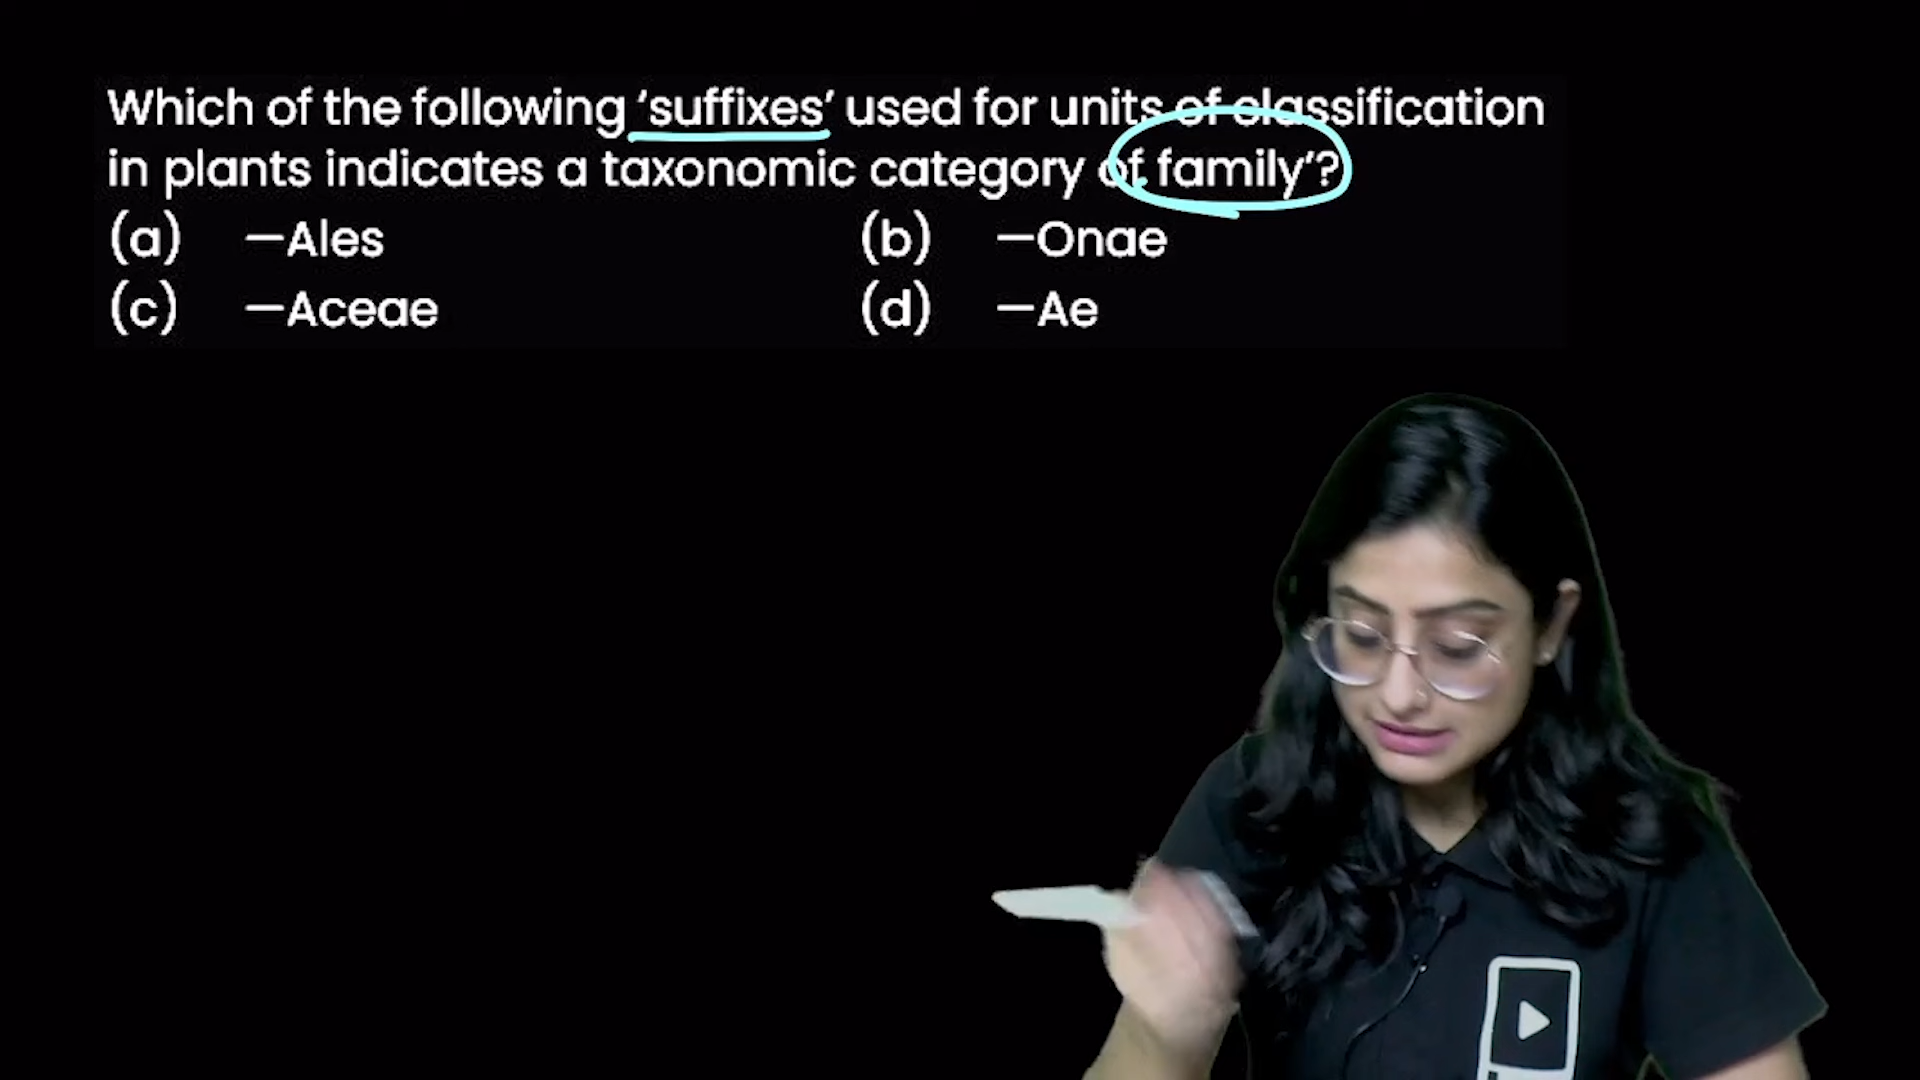 Which of the following ‘suffixes’ used for units of classification
in plants indicates a taxonomic category of family’?
(a) —Ales (b) —Onae
(c) —Aceae (d) —Ae